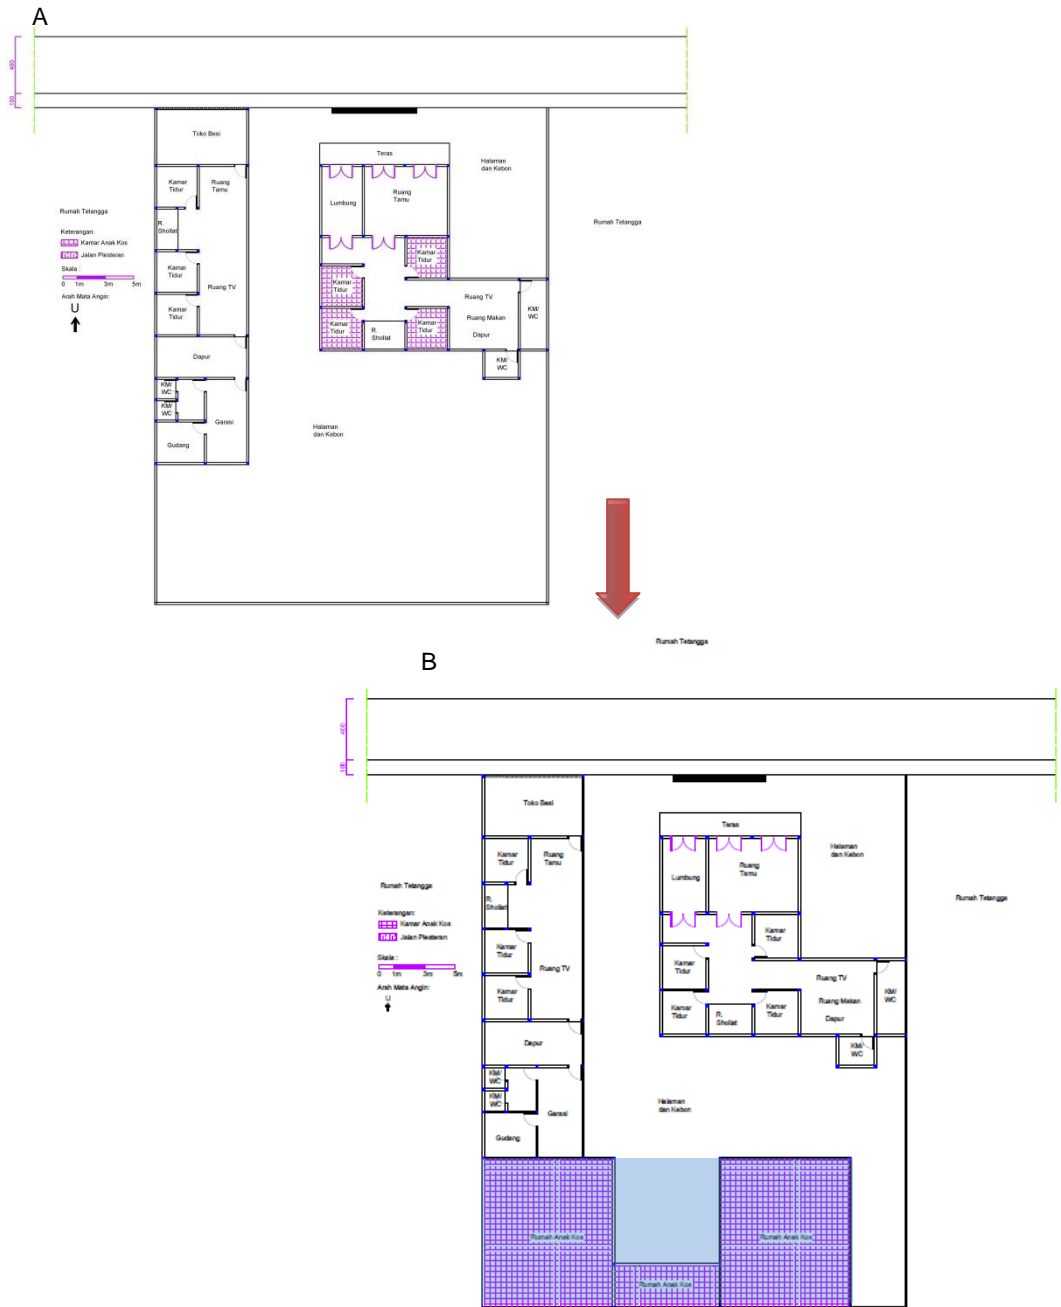 A
400
100
Toko Besi
Teras
Halaman
dan Kebon
Kamar
Tidur
Ruang
Tamu
Lumbung
Ruang
Tamu
Rumah Tetangga
R.
Shollat
Rumah Tetangga
Keterangan:
Kamar Anak Kos
Jalan Plesteran
Skala :
0 1m 3m 5m
Arah Mata Angin:
U
Kamar
Tidur
Kamar
Tidur
Kamar
Tidur
Ruang TV
Ruang TV
Kamar
Tidur
Ruang Makan
Dapur
KM/
WC
Kamar
Tidur
R.
Shollat
Kamar
Tidur
Dapur
KM/
WC
KM/
WC
KM/
WC
Garasi
Halaman
dan Kebon
Gudang
Rumah Tetangga
B
400
100
Toko Besi
Teras
Halaman
dan Kebon
Kamar
Tidur
Ruang
Tamu
Lumbung
Ruang
Tamu
Rumah Tetangga
R.
Shollat
Rumah Tetangga
Keterangan:
Kamar Anak Kos
Jalan Plesteran
Skala :
0 1m 3m 5m
Arah Mata Angin:
U
Kamar
Tidur
Kamar
Tidur
Kamar
Tidur
Ruang TV
Ruang TV
Kamar
Tidur
Ruang Makan
Dapur
KM/
WC
Kamar
Tidur
R.
Shollat
Kamar
Tidur
Dapur
KM/
WC
KM/
WC
KM/
WC
Garasi
Halaman
dan Kebon
Gudang
Rumah Anak Kos
Rumah Anak Kos
Rumah Anak Kos